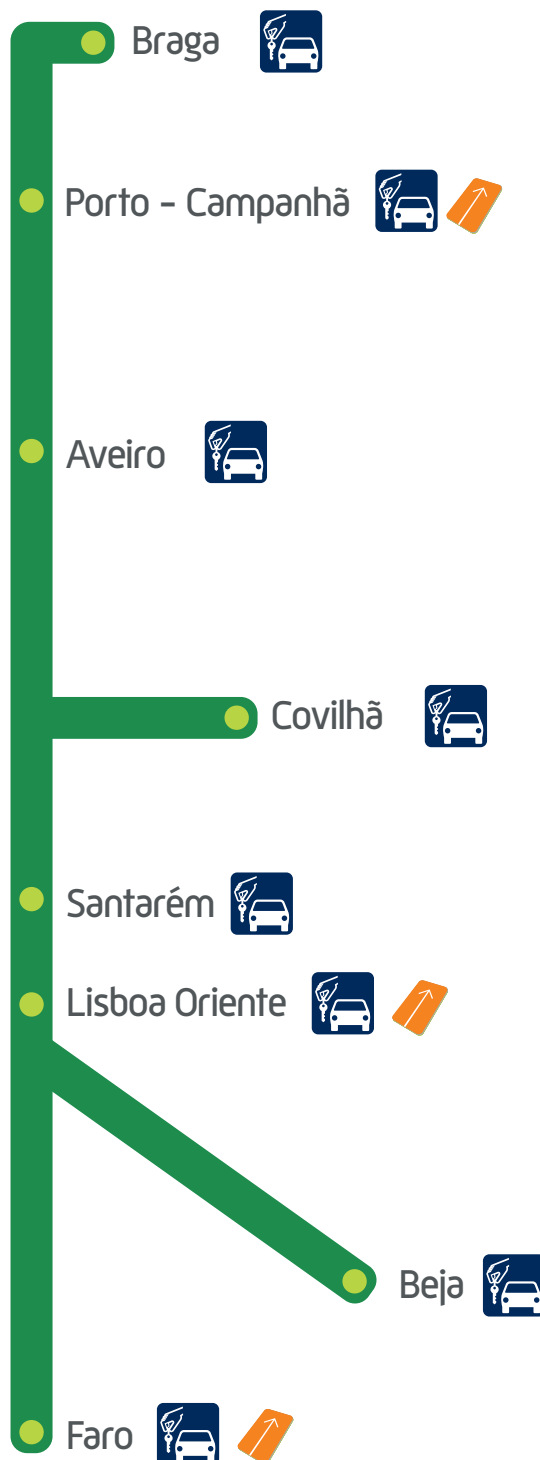 Braga
Porto - Campanhã
Aveiro
Covilhã
Santarém
Lisboa Oriente
Beja
Faro